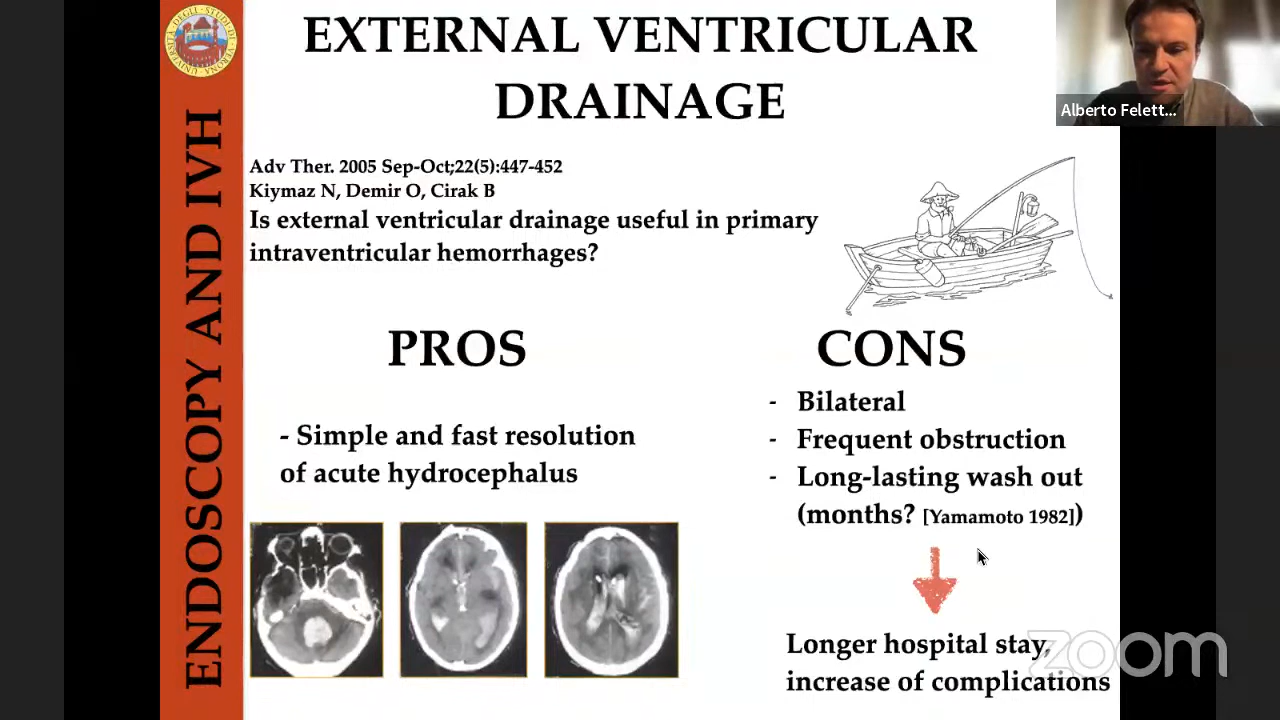 EXTERNAL VENTRICULAR
DRAINAGE
Alberto Felett...
ENDOSCOPY AND IVH
Adv Ther. 2005 Sep-Oct;22(5):447-452
Kiymaz N, Demir O, Cirak B
Is external ventricular drainage useful in primary
intraventricular hemorrhages?
PROS
- Simple and fast resolution
of acute hydrocephalus
CONS
- Bilateral
- Frequent obstruction
- Long-lasting wash out
(months? [Yamamoto 1982])
Longer hospital stay,
increase of complications
zoom